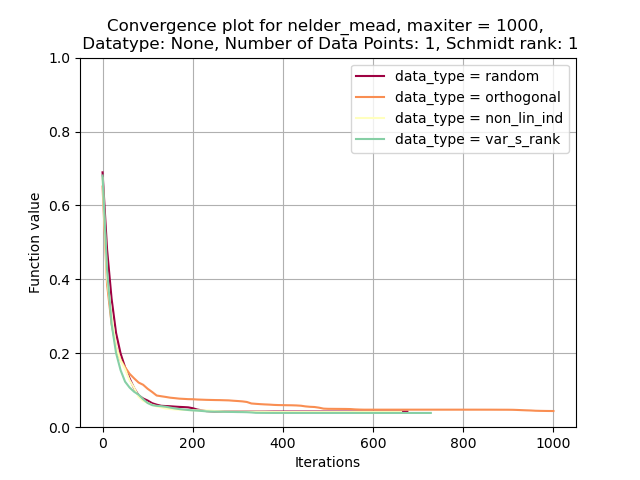 Convergence plot for nelder_mead, maxiter = 1000,
Datatype: None, Number of Data Points: 1, Schmidt rank: 1
1.0
0.8
0.6
0.4
0.2
0.0
Function value
data_type = random
data_type = orthogonal
data_type = non_lin_ind
data_type = var_s_rank
0 200 400 600 800 1000
Iterations